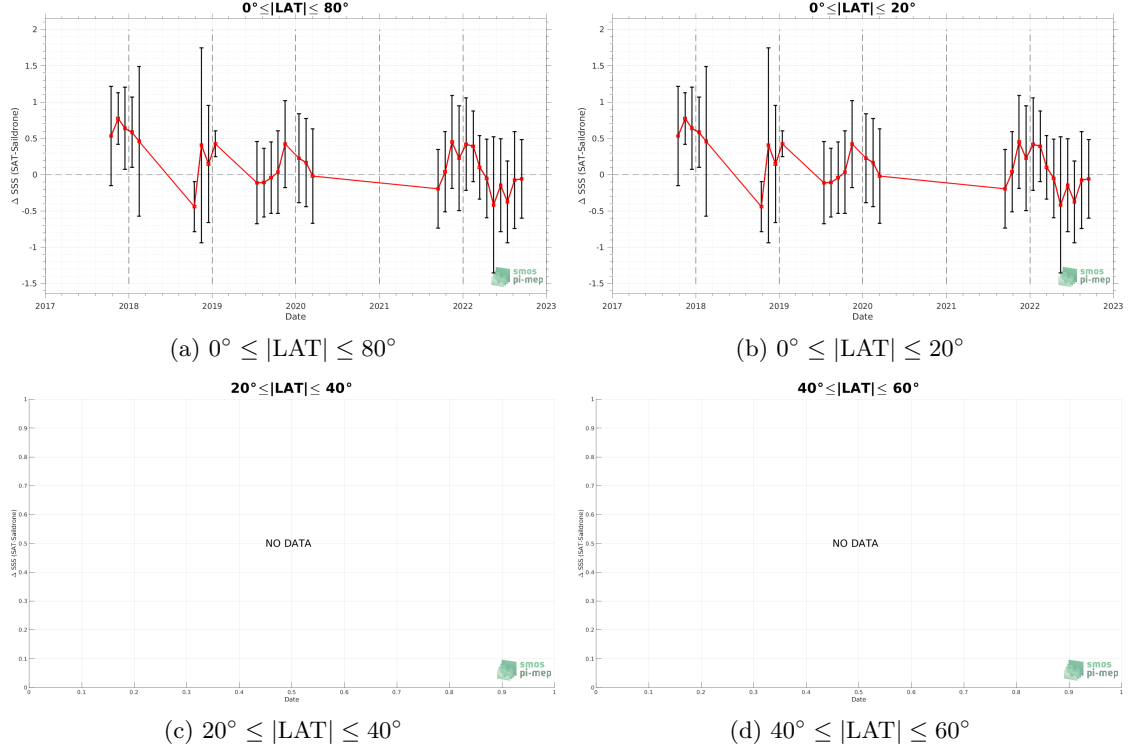 0°≤|LAT|≤ 80°
2
1.5
1
0.5
0
-0.5
-1
-1.5
Δ SSS (SAT-Saildrone)
2017 2018 2019 2020 2021 2022 2023
Date
smos
pi-mep
(a) 0° ≤ |LAT| ≤ 80°
0°≤|LAT|≤ 20°
2
1.5
1
0.5
0
-0.5
-1
-1.5
Δ SSS (SAT-Saildrone)
2017 2018 2019 2020 2021 2022 2023
Date
smos
pi-mep
(b) 0° ≤ |LAT| ≤ 20°
20°≤|LAT|≤ 40°
1
0.9
0.8
0.7
0.6
0.5
0.4
0.3
0.2
0.1
0
Δ SSS (SAT-Saildrone)
NO DATA
0 0.1 0.2 0.3 0.4 0.5 0.6 0.7 0.8 0.9 1
Date
smos
pi-mep
(c) 20° ≤ |LAT| ≤ 40°
40°≤|LAT|≤ 60°
1
0.9
0.8
0.7
0.6
0.5
0.4
0.3
0.2
0.1
0
Δ SSS (SAT-Saildrone)
NO DATA
0 0.1 0.2 0.3 0.4 0.5 0.6 0.7 0.8 0.9 1
Date
smos
pi-mep
(d) 40° ≤ |LAT| ≤ 60°